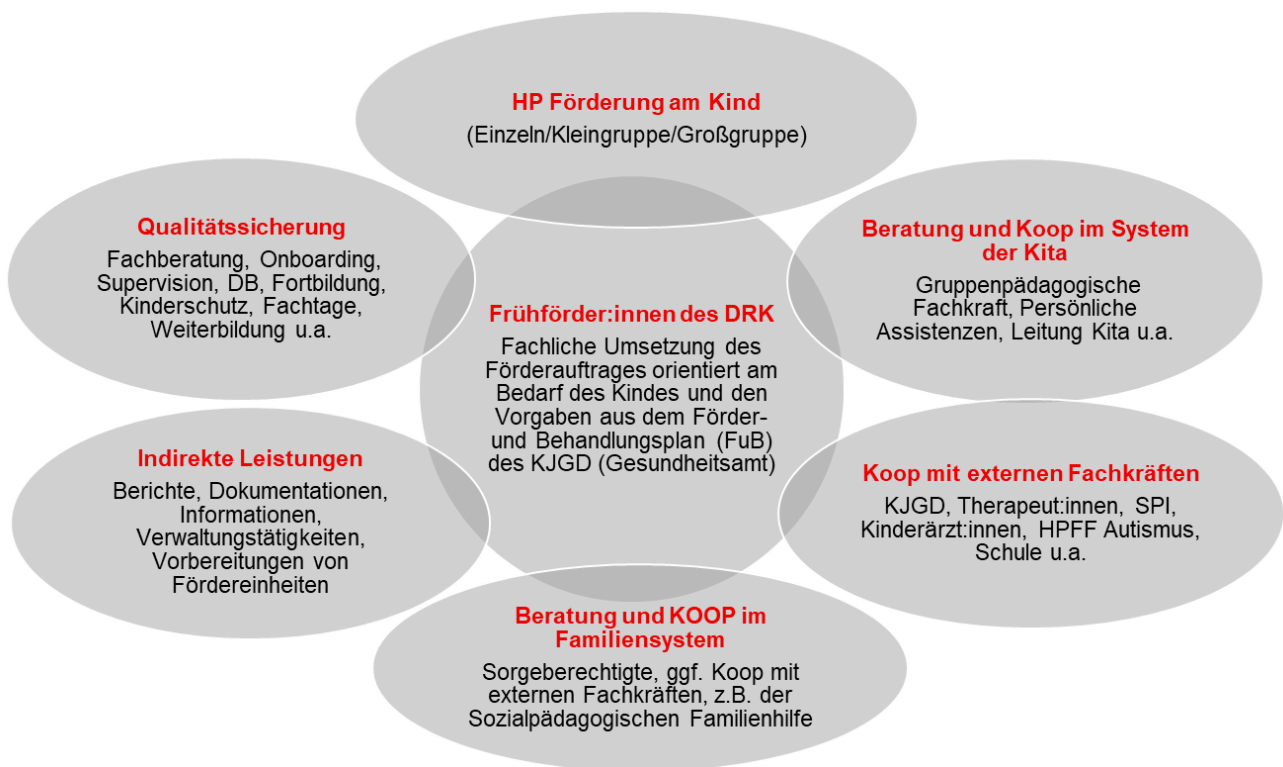 HP Förderung am Kind
(Einzeln/Kleingruppe/Großgruppe)
Qualitätssicherung
Fachberatung, Onboarding,
Supervision, DB, Fortbildung,
Kinderschutz, Fachtage,
Weiterbildung u.a.
Beratung und Koop im System
der Kita
Gruppenpädagogische
Fachkraft, Persönliche
Assistenzen, Leitung Kita u.a.
Frühförder:innen des DRK
Fachliche Umsetzung des
Förderauftrages orientiert am
Bedarf des Kindes und den
Vorgaben aus dem Förder-
und Behandlungsplan (FuB)
des KJGD (Gesundheitsamt)
Indirekte Leistungen
Berichte, Dokumentationen,
Informationen,
Verwaltungstätigkeiten,
Vorbereitungen von
Fördereinheiten
Koop mit externen Fachkräften
KJGD, Therapeut:innen, SPI,
Kinderärzt:innen, HPFF Autismus,
Schule u.a.
Beratung und KOOP im
Familiensystem
Sorgeberechtigte, ggf. Koop mit
externen Fachkräften, z.B. der
Sozialpädagogischen Familienhilfe